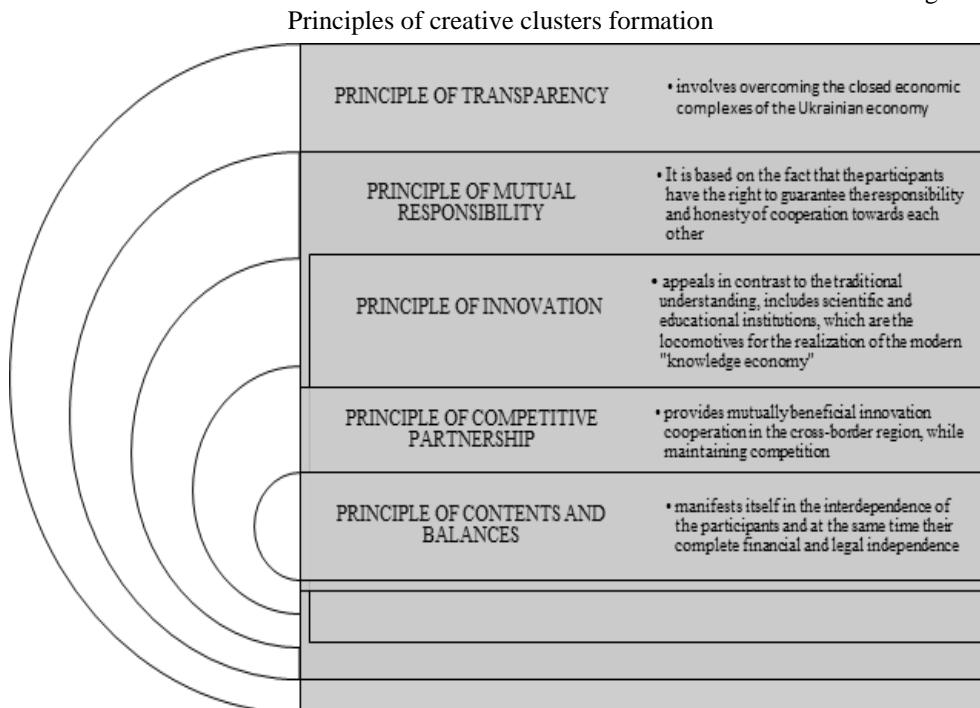 g
Principles of creative clusters formation
PRINCIPLE OF TRANSPARENCY
• involves overcoming the closed economic
complexes of the Ukrainian economy
PRINCIPLE OF MUTUAL
RESPONSIBILITY
• It is based on the fact that the participants
have the right to guarantee the responsibility
and honesty of cooperation towards each
other
PRINCIPLE OF INNOVATION
• appeals in contrast to the traditional
understanding, includes scientific and
educational institutions, which are the
locomotives for the realization of the modern
"knowledge economy"
PRINCIPLE OF COMPETITIVE
PARTNERSHIP
• provides mutually beneficial innovation
cooperation in the cross-border region, while
maintaining competition
PRINCIPLE OF CONTENTS AND
BALANCES
• manifests itself in the interdependence of
the participants and at the same time their
complete financial and legal independence